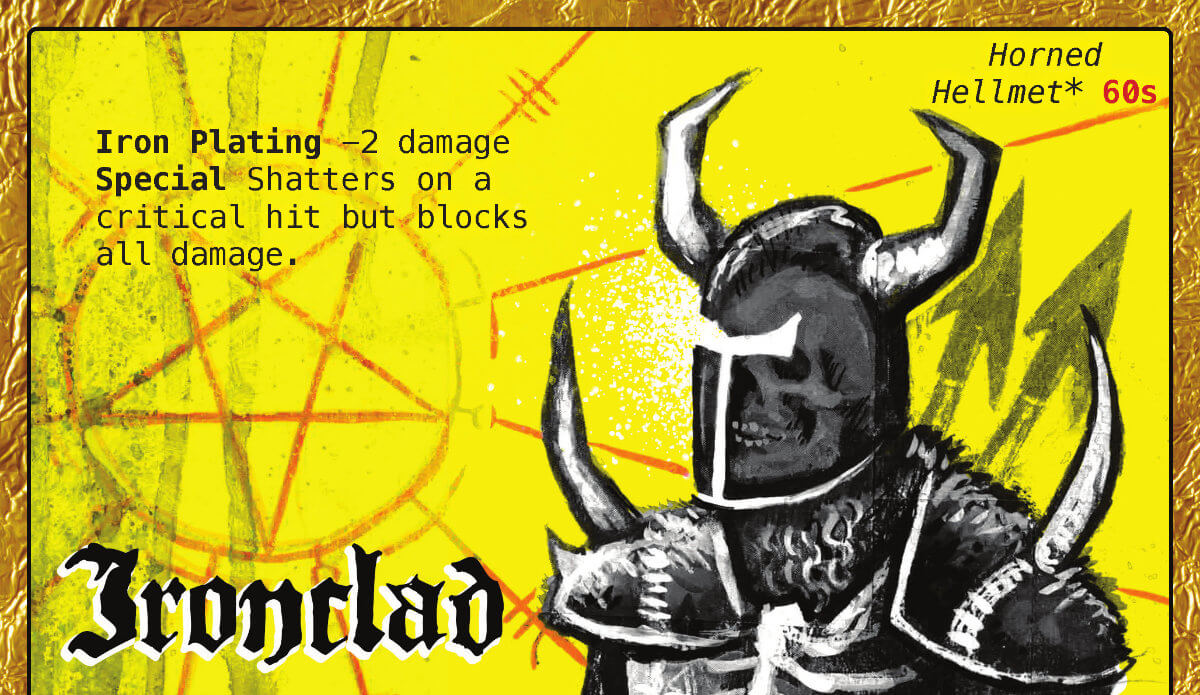 Horned
Hellmet* 60s
Iron Plating −2 damage
Special Shatters on a
critical hit but blocks
all damage.
Ironclad